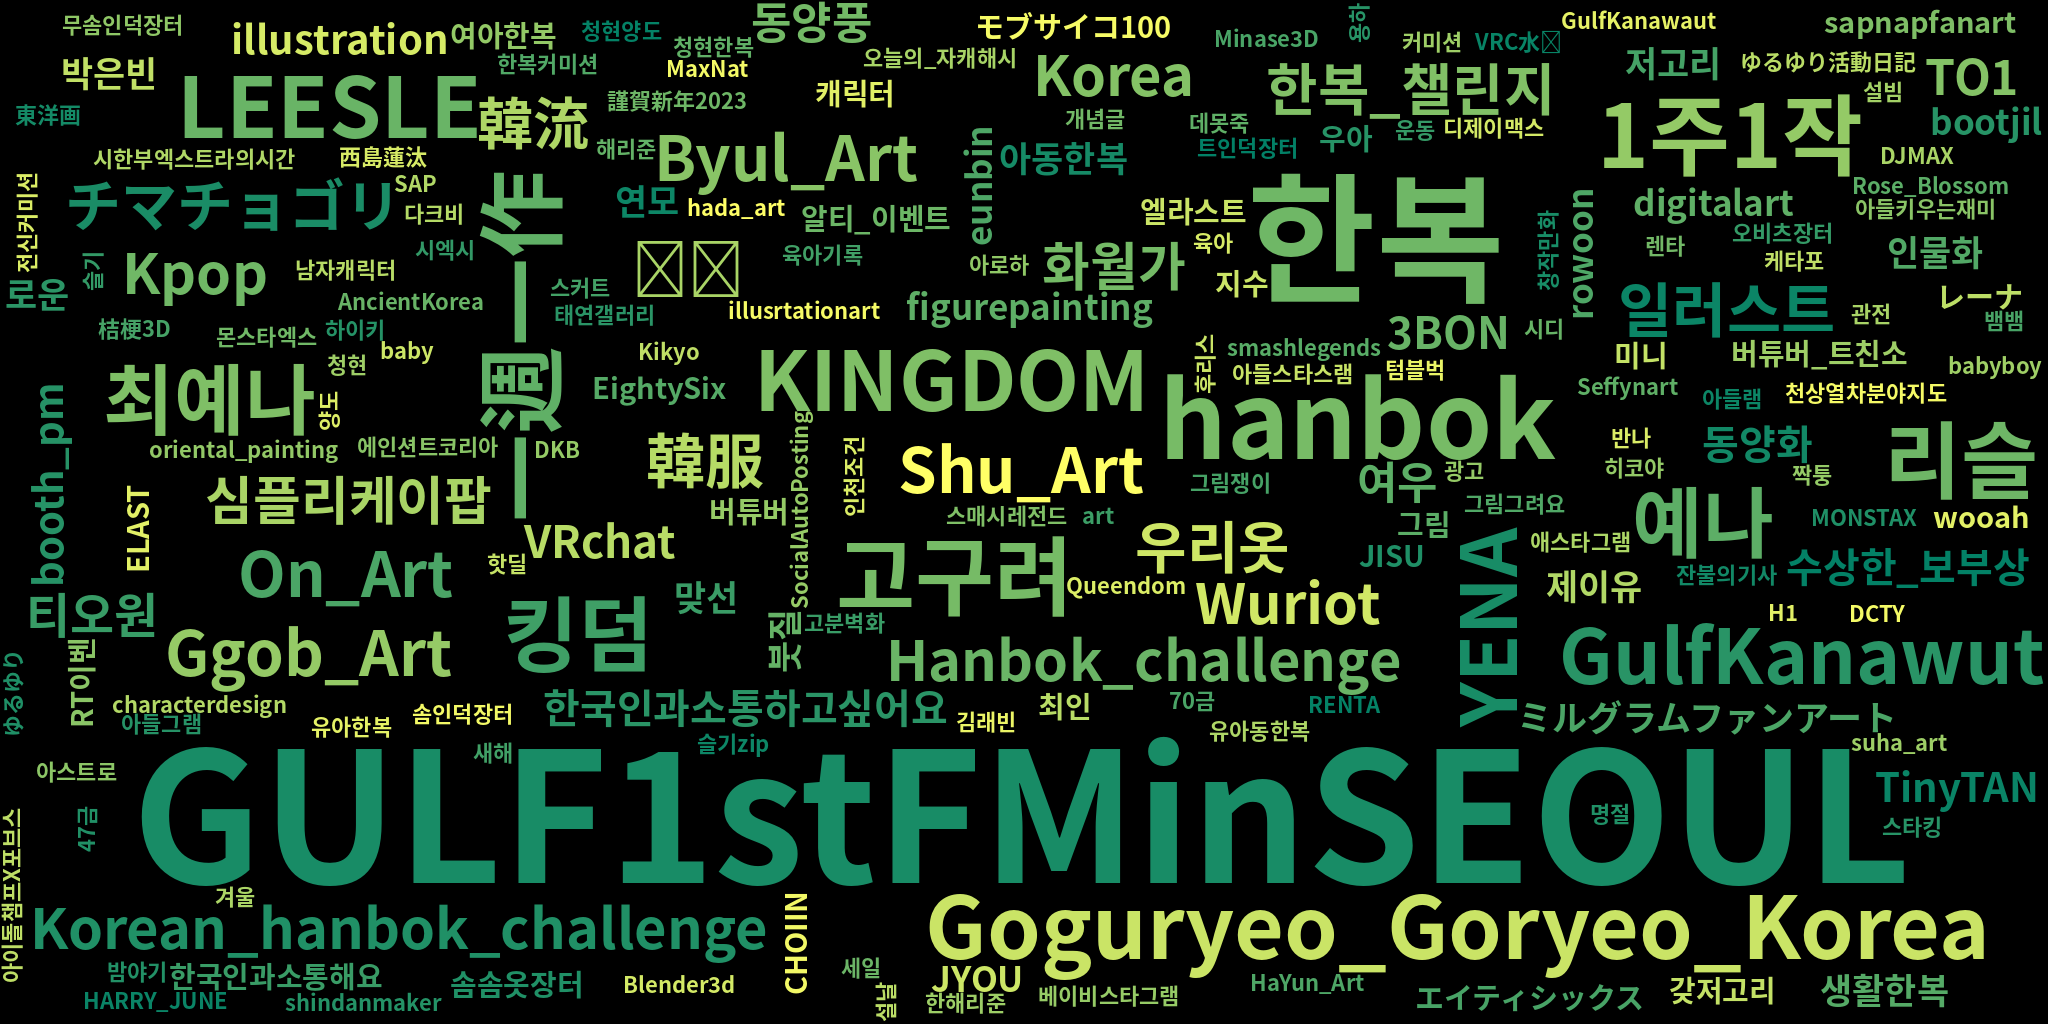 무솜인덕장터
illustration
여아한복
청현양도
동양풍
モブサイコ100
용하
GulfKanawaut
sapnapfanart
박은빈
한복커미션
청현한복
MaxNat
오늘의_자캐해시
Minase3D
커미션
VRC水
저고리
ゆるゆり活動日記
TO1
東洋画
LEESLE
韓流
謹賀新年2023
캐릭터
Korea
한복_챌린지
설빔
bootjil
개념글
데못죽
우아
운동
디제이맥스
1주1작
시한부엑스트라의시간
西島蓮汰
해리준
Byul_Art
eunbin
아동한복
트인덕장터
DJMAX
전신커미션
チマチョゴリ
SAP
다크비
一週一作
연모
hada_art
알티_이벤트
엘라스트
한복
창작만화
rowoon
digitalart
Rose_Blossom
아들키우는재미
로운
슬기
Kpop
남자캐릭터
시엑시
육아기록
아로하
화월가
육아
지수
렌타
오비츠장터
케타포
인물화
AncientKorea
스커트
태연갤러리
illusrtationart
figurepainting
3BON
시디
일러스트
관전
レーナ
뱀뱀
桔梗3D
몬스타엑스
하이키
청현
baby
Kikyo
KINGDOM
후리스
smashlegends
아들스타스램
텀블벅
미니
버튜버_트친소
babyboy
최예나
양도
EightySix
hanbok
Seffynart
아들램
천상열차분야지도
booth_pm
oriental_painting
에인션트코리아
DKB
韓服
SocialAutoPosting
인천조건
Shu_Art
그림쟁이
여우
광고
반나
히코야
동양화
짝퉁
리슬
ELAST
심플리케이팝
버튜버
스매시레전드
art
우리옷
그림
그림그려요
예나
MONSTAX
wooah
On_Art
핫딜
VRchat
고구려
JISU
YENA
애스타그램
잔불의기사
수상한_보부상
티오원
킹덤
맞선
Queendom
Wuriot
제이유
H1
DCTY
RT이벤
Ggob_Art
붓질
고분벽화
Hanbok_challenge
GulfKanawut
ゆるゆり
characterdesign
아들그램
유아한복
솜인덕장터
한국인과소통하고싶어요
김래빈
최인
70금
유아동한복
RENTA
ミルグラムファンアート
suha_art
아스트로
새해
슬기zip
GULF1stFMinSEOUL
명절
TinyTAN
스타킹
47금
아이돌챔프X포브스
겨울
Korean_hanbok_challenge
CHOIIN
Goguryeo_Goryeo_Korea
밤아기
한국인과소통해요
솜솜옷장터
Blender3d
세일
JYOU
HARRY_JUNE
shindanmaker
설날
한해리준
베이비스타그램
HaYun_Art
エイティシックス
갖저고리
생활한복